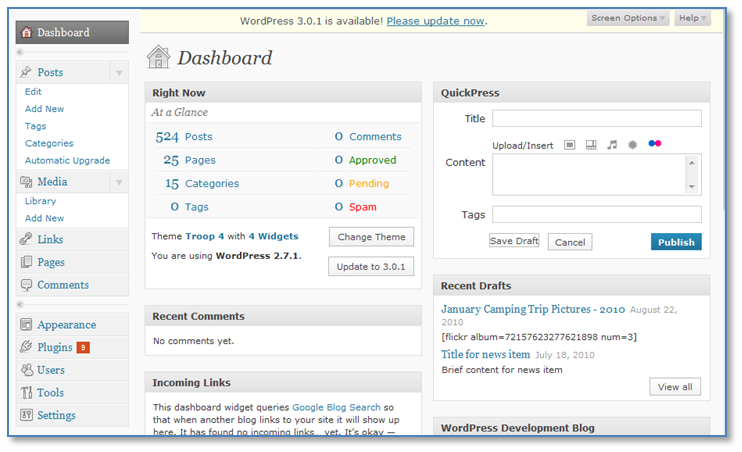 WordPress 3.0.1 is available! Please update now.
Screen Options
Help
Dashboard
Posts
Edit
Add New
Tags
Categories
Automatic Upgrade
Media
Library
Add New
Links
Pages
Comments
Appearance
Plugins 9
Users
Tools
Settings
Dashboard
Right Now
At a Glance
524 Posts 0 Comments
25 Pages 0 Approved
15 Categories 0 Pending
0 Tags 0 Spam
Theme Troop 4 with 4 Widgets
Change Theme
You are using WordPress 2.7.1.
Update to 3.0.1
Recent Comments
No comments yet.
Incoming Links
This dashboard widget queries Google Blog Search so
that when another blog links to your site it will show up
here. It has found no incoming links... yet. It's okay —
QuickPress
Title
Upload/Insert
Content
Tags
Save Draft
Cancel
Publish
Recent Drafts
January Camping Trip Pictures - 2010 August 22,
2010
[flickr album=72157623277621898 num=3]
Title for news item July 18, 2010
Brief content for news item
View all
WordPress Development Blog